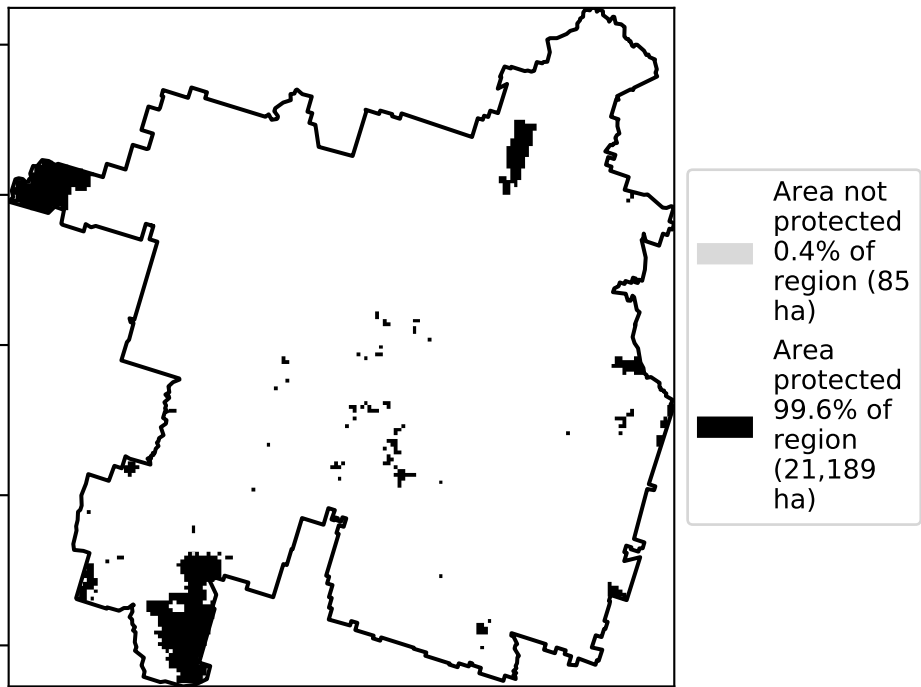 Area not
protected
0.4% of
region (85
ha)
Area
protected
99.6% of
region
(21,189
ha)